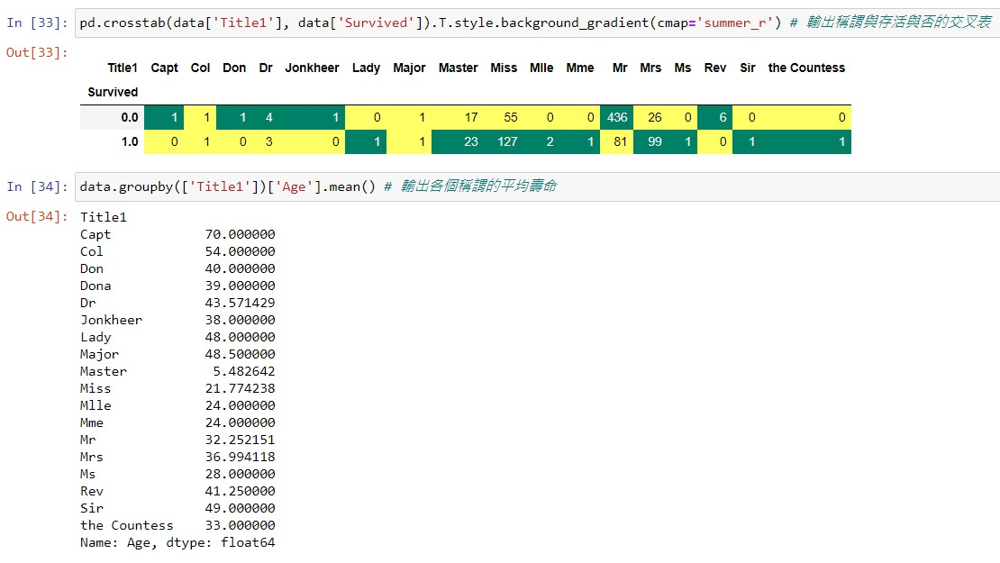 In [33]: pd.crosstab(data['Title1'], data['Survived']).T.style.background_gradient(cmap='summer_r') # 輸出稱謂與存活與否的交叉表
Out[33]:
Title1 Capt Col Don Dr Jonkheer Lady Major Master Miss Mlle Mme Mr Mrs Ms Rev Sir the Countess
Survived
0.0 1 1 1 4 1 0 1 17 55 0 0 436 26 0 6 0 0
1.0 0 1 0 3 0 1 1 23 127 2 1 81 99 1 0 1 1
In [34]: data.groupby(['Title1'])['Age'].mean() # 輸出各個稱謂的平均壽命
Out[34]: Title1
Capt 70.000000
Col 54.000000
Don 40.000000
Dona 39.000000
Dr 43.571429
Jonkheer 38.000000
Lady 48.000000
Major 48.500000
Master 5.482642
Miss 21.774238
Mlle 24.000000
Mme 24.000000
Mr 32.252151
Mrs 36.994118
Ms 28.000000
Rev 41.250000
Sir 49.000000
the Countess 33.000000
Name: Age, dtype: float64